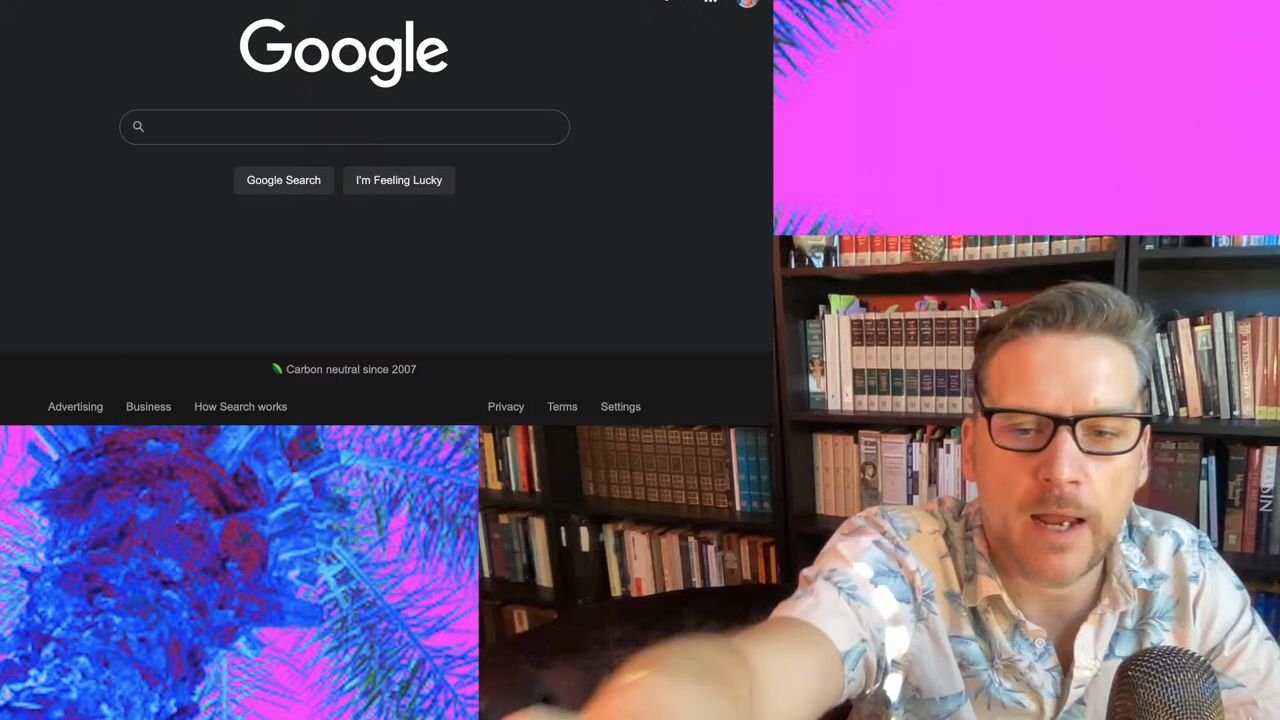 Google
Google Search
I'm Feeling Lucky
Carbon neutral since 2007
Advertising
Business
How Search works
Privacy
Terms
Settings